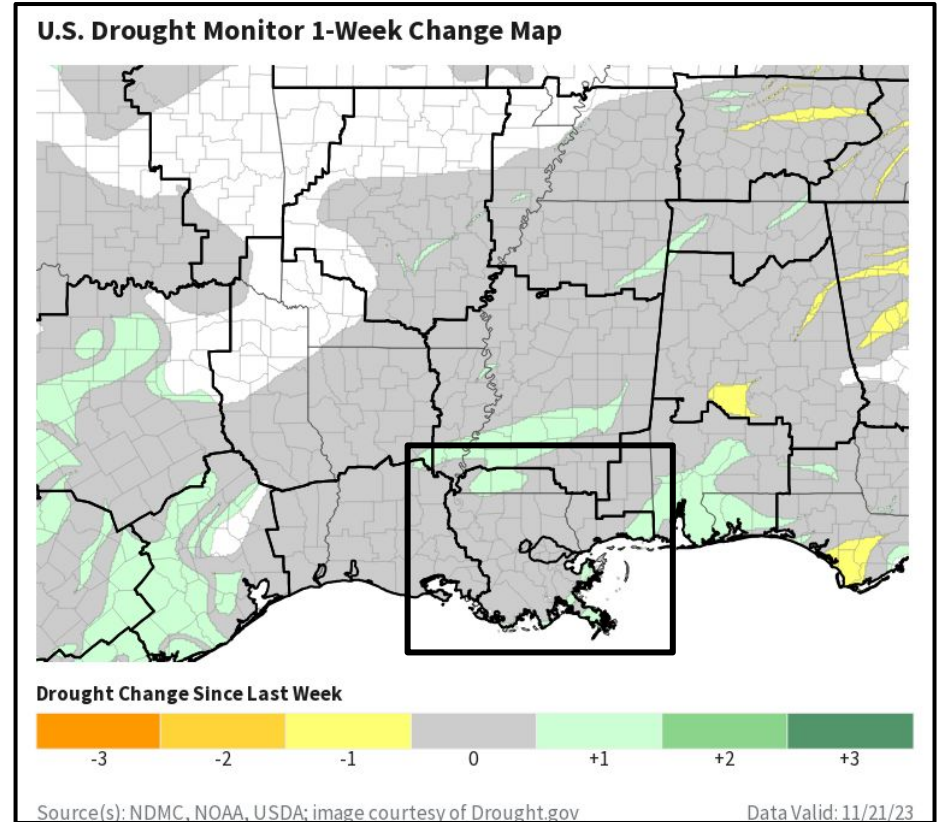 U.S. Drought Monitor 1-Week Change Map
Drought Change Since Last Week
-3 -2 -1 0 +1 +2 +3
Source(s): NDMC, NOAA, USDA; image courtesy of Drought.gov
Data Valid: 11/21/23